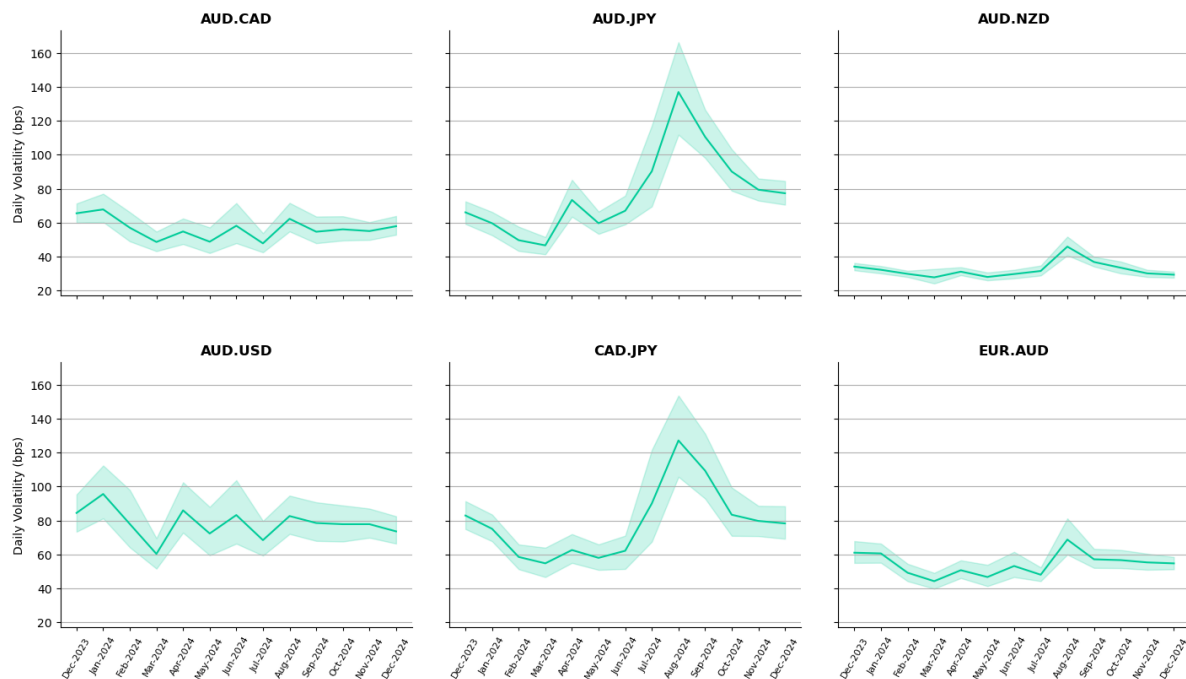 AUD.CAD
AUD.JPY
AUD.NZD
Daily Volatility (bps)
160
140
120
100
80
60
40
20
AUD.USD
CAD.JPY
EUR.AUD
Daily Volatility (bps)
160
140
120
100
80
60
40
20
Dec-2023
Jan-2024
Feb-2024
Mar-2024
Apr-2024
May-2024
Jun-2024
Jul-2024
Aug-2024
Sep-2024
Oct-2024
Nov-2024
Dec-2024
Dec-2023
Jan-2024
Feb-2024
Mar-2024
Apr-2024
May-2024
Jun-2024
Jul-2024
Aug-2024
Sep-2024
Oct-2024
Nov-2024
Dec-2024
Dec-2023
Jan-2024
Feb-2024
Mar-2024
Apr-2024
May-2024
Jun-2024
Jul-2024
Aug-2024
Sep-2024
Oct-2024
Nov-2024
Dec-2024